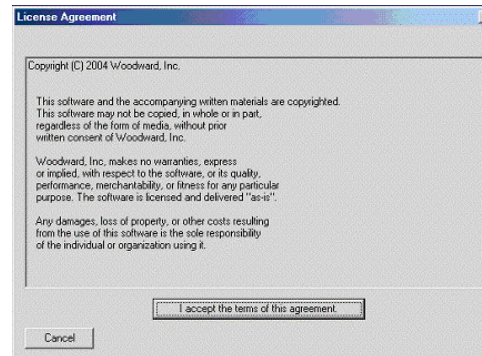 License Agreement
Copyright (C) 2004 Woodward, Inc.
This software and the accompanying written materials are copyrighted.
This software may not be copied, in whole or in part,
regardless of the form of media, without prior
written consent of Woodward, Inc.
Woodward, Inc, makes no warranties, express
or implied, with respect to the software, or its quality,
performance, merchantability, or fitness for any particular
purpose. The software is licensed and delivered "as-is".
Any damages, loss of property, or other costs resulting
from the use of this software is the sole responsibility
of the individual or organization using it.
I accept the terms of this agreement.
Cancel